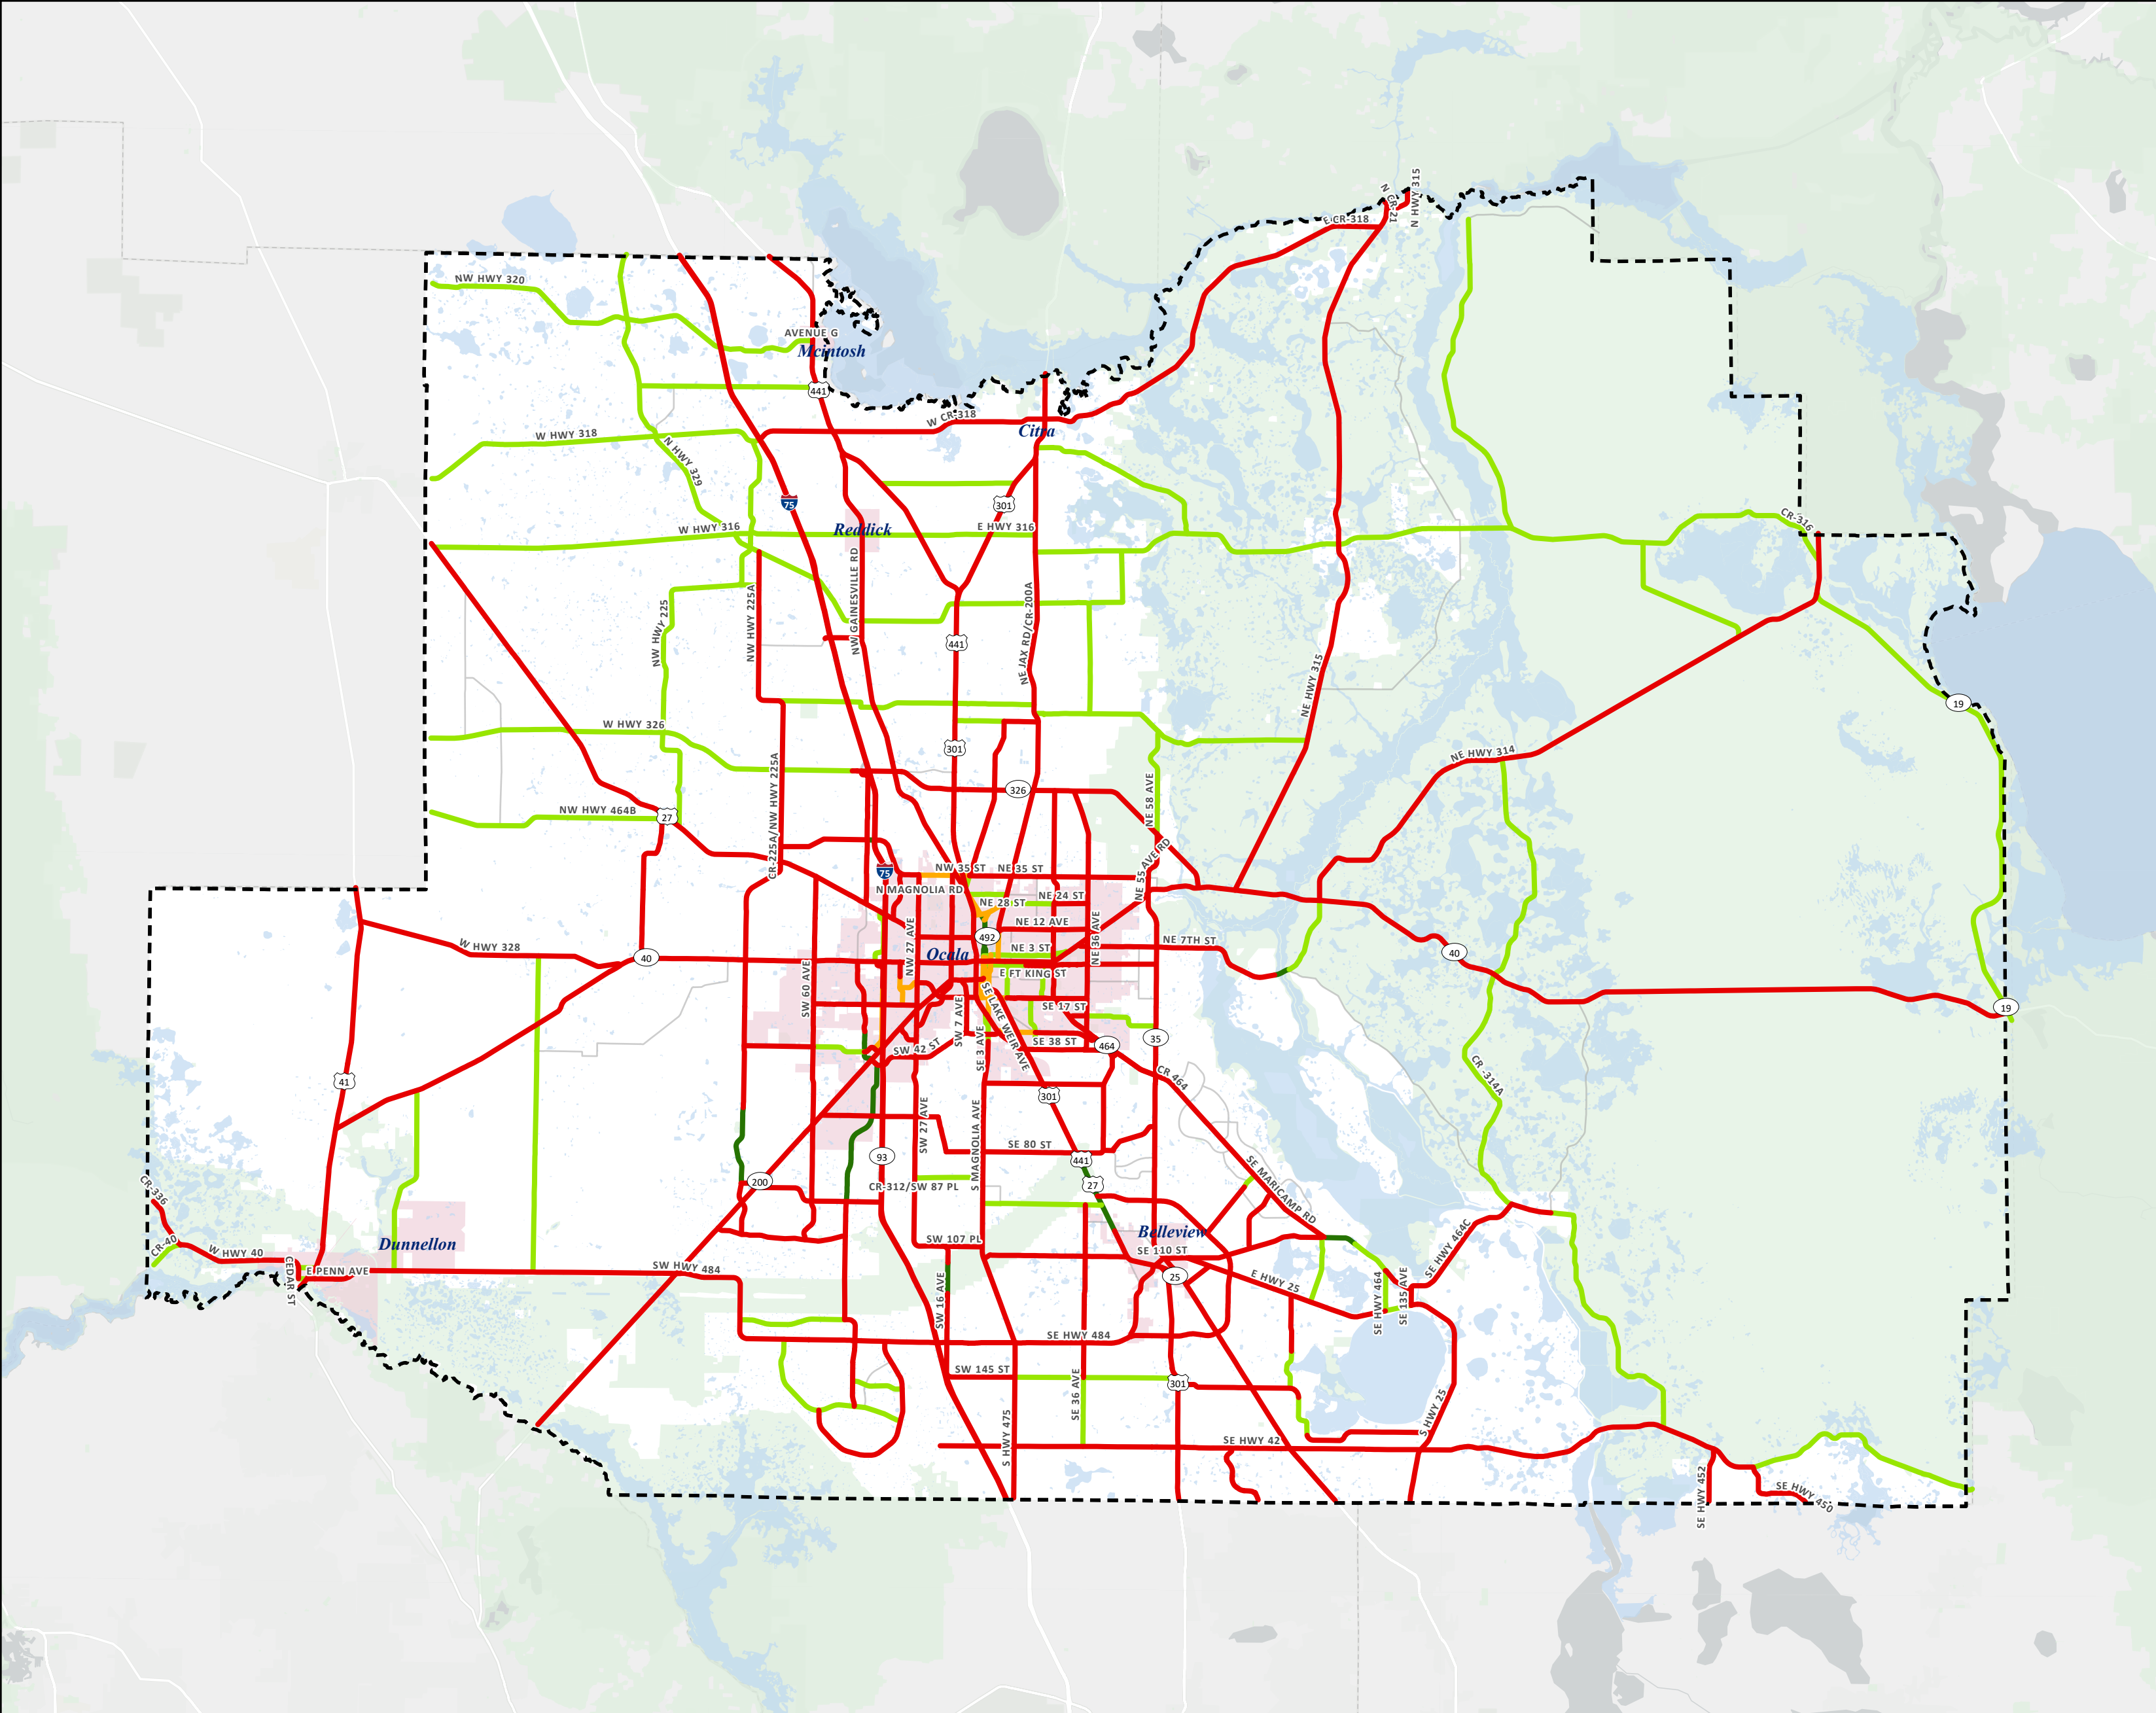 N HWY 315
N CR-21
E CR-318
NW HWY 320
AVENUE G
Mcintosh
441
W CR-318
Citra
W HWY 318
N HWY 329
75
301
CR-316
W HWY 316
Reddick
E HWY 316
NW HWY 225
NW HWY 225A
NW GAINESVILLE RD
NE JAX RD/CR-200A
441
NE HWY 315
19
W HWY 326
301
NE HWY 314
CR-225A/NW HWY 225A
326
NE 58 AVE
NW HWY 464B
27
75
NW 35 ST
NE 35 ST
NE 55 AVE RD
N MAGNOLIA RD
NE 24 ST
NE 28 ST
NE 12 AVE
NW 27 AVE
492
NE 36 AVE
NE 7TH ST
W HWY 328
40
Ocala
NE 3 ST
40
E FT KING ST
SW 60 AVE
SE LAKE WEIR AVE
SW 7 AVE
SE 17 ST
19
SE 3 AVE
SW 42 ST
SE 38 ST
464
35
41
CR 464
CR -314A
301
SW 27 AVE
S MAGNOLIA AVE
SE 80 ST
93
441
200
CR-312/SW 87 PL
27
SE MARICAMP RD
CR-336
Dunnellon
Belleview
SE HWY 464C
CR-40
W HWY 40
SW 107 PL
SE 110 ST
CEDAR ST
E PENN AVE
SW HWY 484
25
E HWY 25
SE HWY 464
SE 135 AVE
SW 16 AVE
SE HWY 484
SW 145 ST
SE 36 AVE
301
S HWY 25
S HWY 475
SE HWY 42
SE HWY 452
SE HWY 450